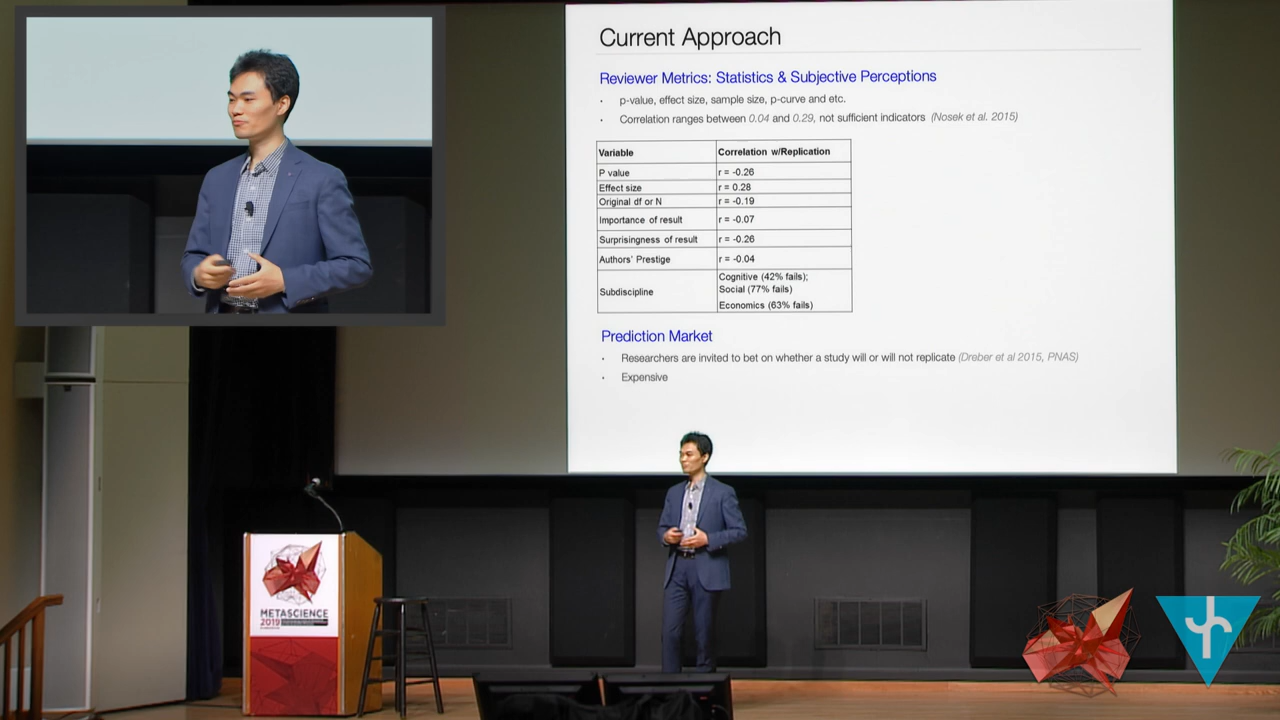 Current Approach
Reviewer Metrics: Statistics & Subjective Perceptions
· p-value, effect size, sample size, p-curve and etc.
· Correlation ranges between 0.04 and 0.29, not sufficient indicators (Nosek et al. 2015)
Variable Correlation w/Replication
P value r = -0.26
Effect size r = 0.28
Original df or N r = -0.19
Importance of result r = -0.07
Surprisingness of result r = -0.26
Authors' Prestige r = -0.04
Subdiscipline Cognitive (42% fails);
Social (77% fails)
Economics (63% fails)
Prediction Market
· Researchers are invited to bet on whether a study will or will not replicate (Dreber et al 2015, PNAS)
· Expensive
METASCIENCE
2019